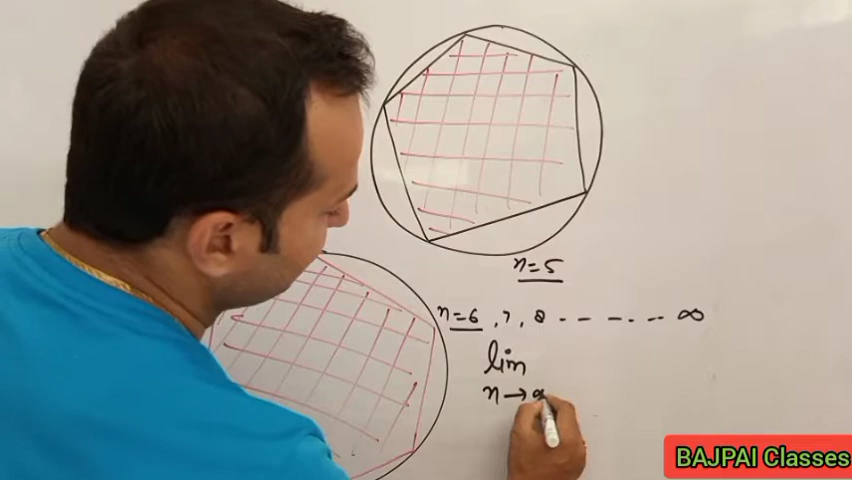 n=5
n=6, 7, 8 - - - - - - ∞
lim
n→∞
BAJPAI Classes